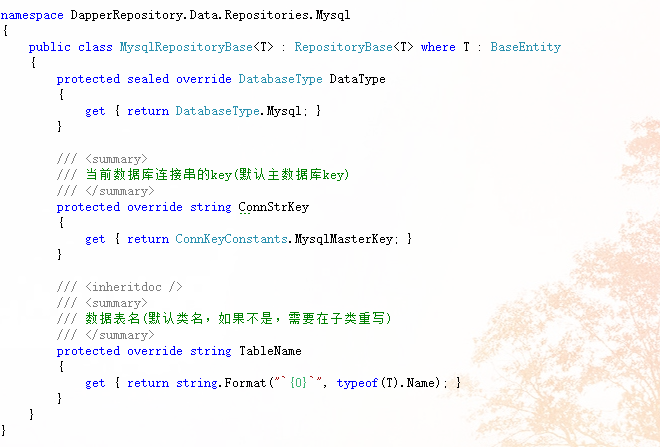 namespace DapperRepository.Data.Repositories.Mysql
{
    public class MysqlRepositoryBase<T> : RepositoryBase<T> where T : BaseEntity
    {
        protected sealed override DatabaseType DataType
        {
            get { return DatabaseType.Mysql; }
        }

        /// <summary>
        /// 当前数据库连接串的key(默认主数据库key)
        /// </summary>
        protected override string ConnStrKey
        {
            get { return ConnKeyConstants.MysqlMasterKey; }
        }

        /// <inheritdoc />
        /// <summary>
        /// 数据表名(默认类名，如果不是，需要在子类重写)
        /// </summary>
        protected override string TableName
        {
            get { return string.Format("`{0}`", typeof(T).Name); }
        }
    }
}